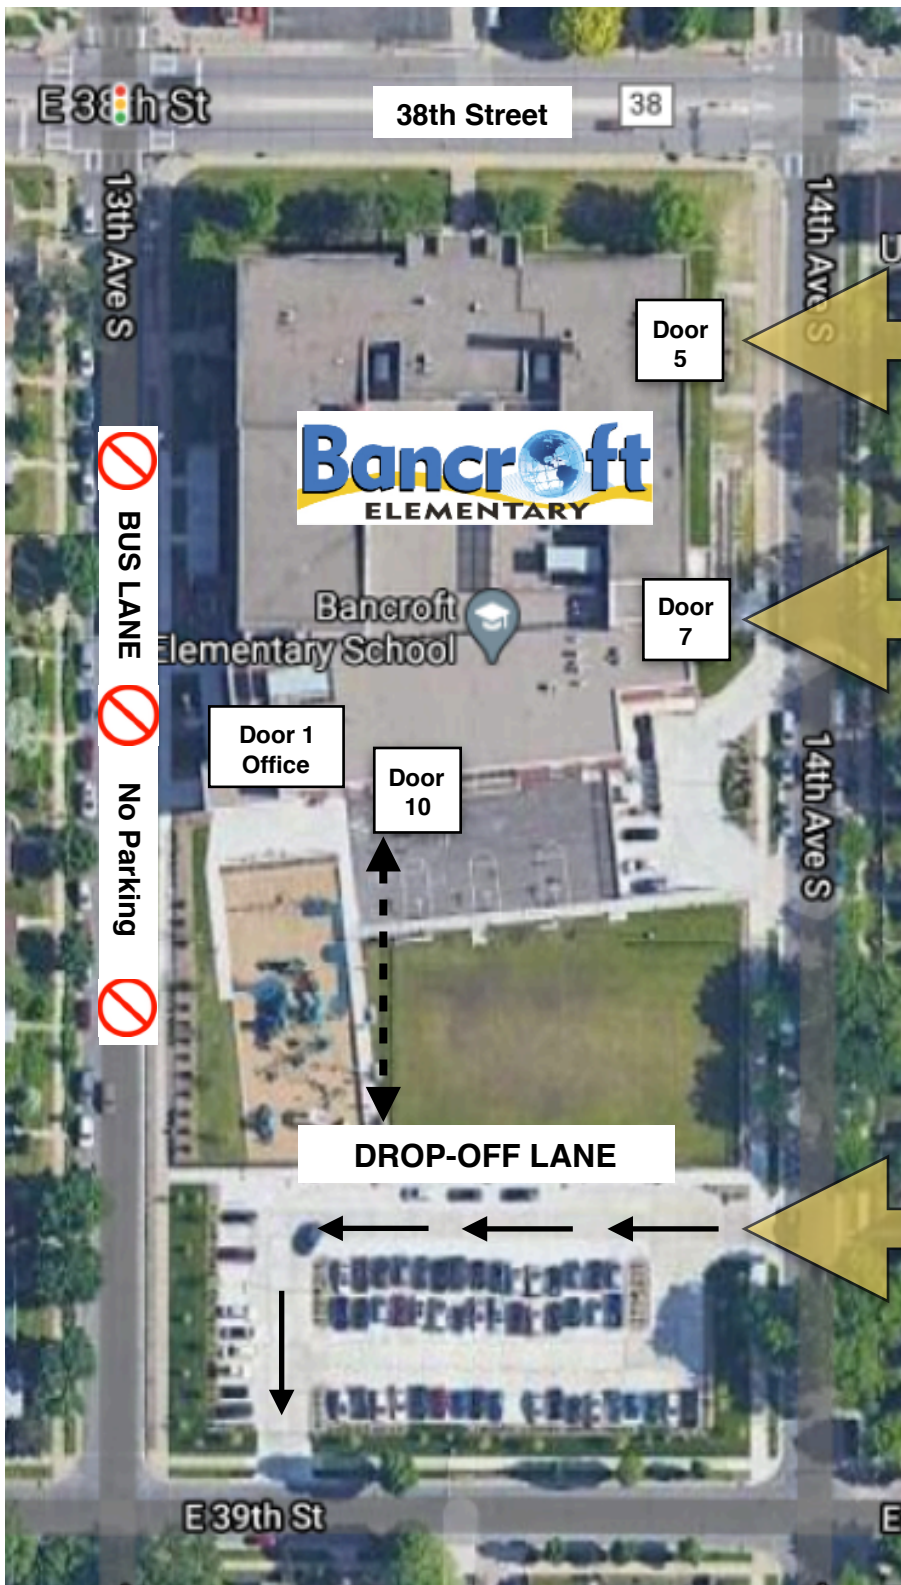 E 38th St
38th Street
38
13th Ave S
14th Ave S
U
Door
5
Bancroft
ELEMENTARY
BUS LANE
Door
7
Bancroft
Elementary School
Door 1
Office
Door
10
No Parking
14th Ave S
DROP-OFF LANE
E 39th St
E